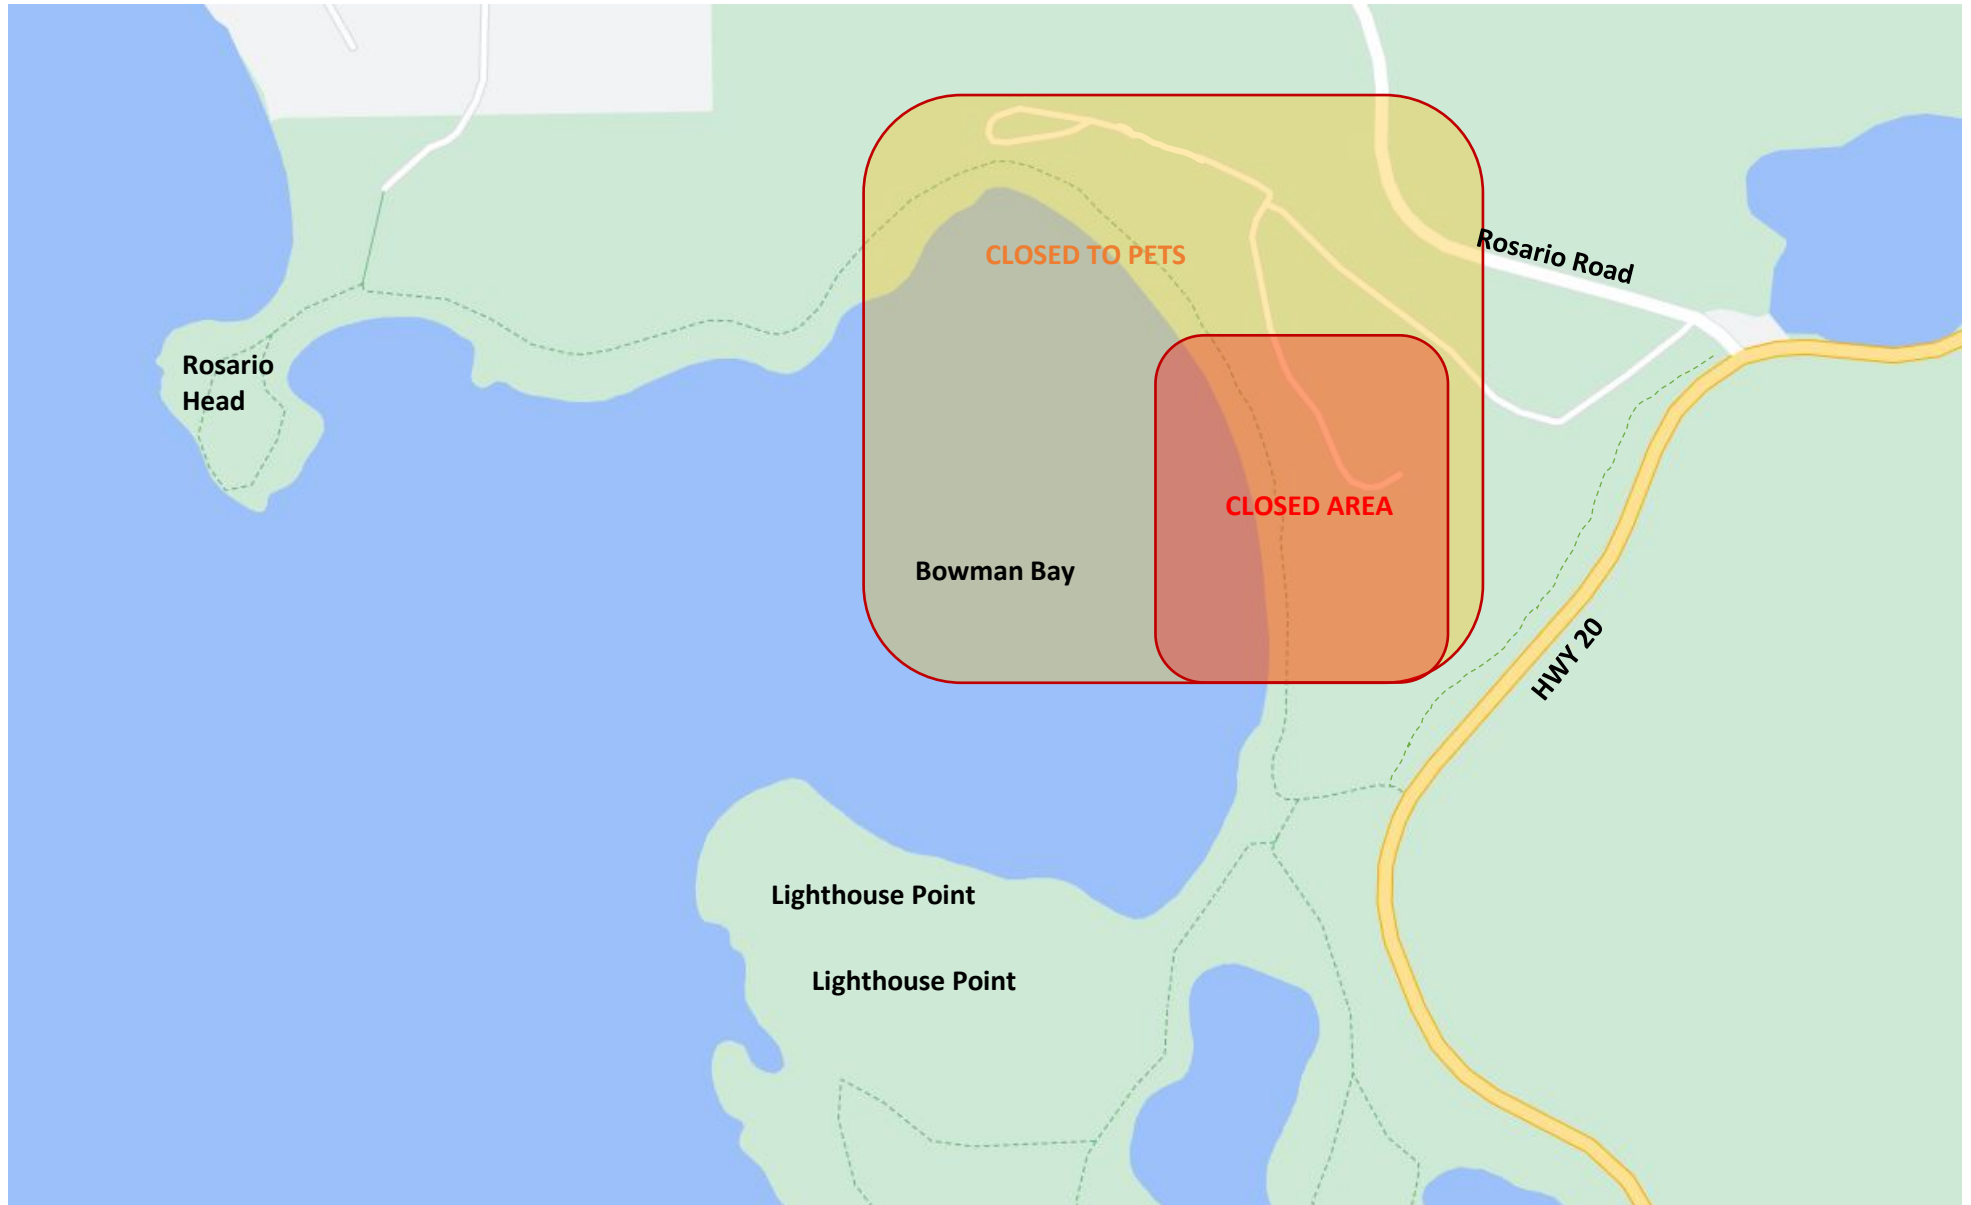 CLOSED TO PETS
Rosario Road
Rosario
Head
CLOSED AREA
Bowman Bay
HWY 20
Lighthouse Point
Lighthouse Point